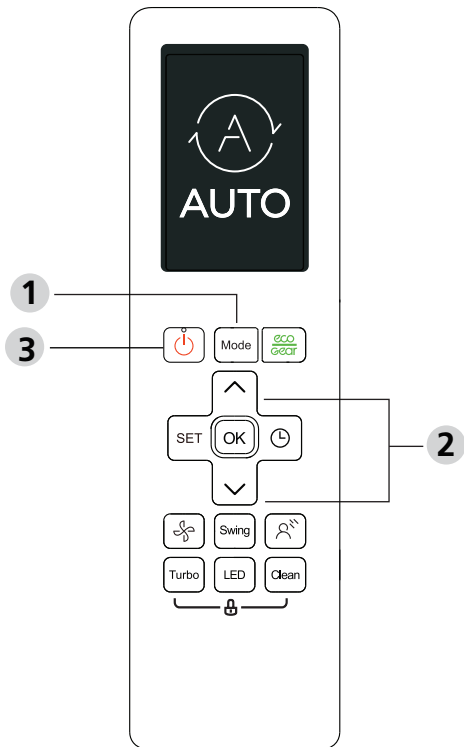 A
AUTO
1
3
Mode
eco
Gear
SET
OK
2
Swing
Turbo
LED
Clean